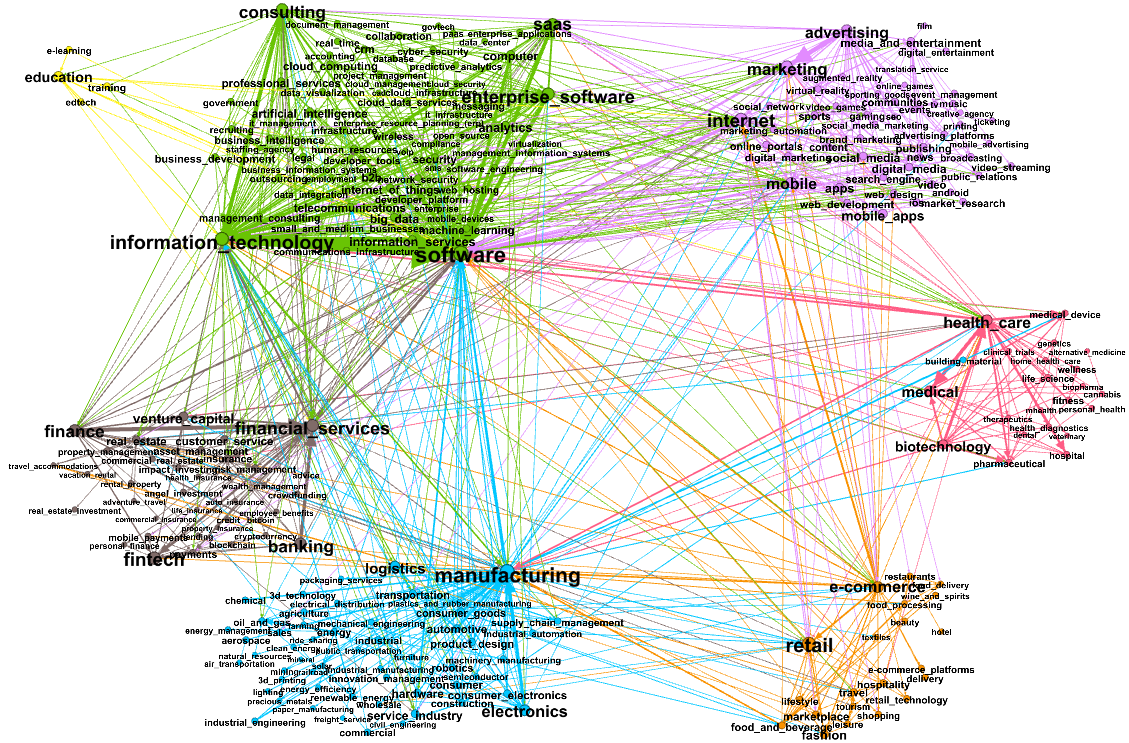 consulting
document_management
govtech
saas
film
advertising
paas
enterprise_applications
real_time
collaboration
data_center
media_and_entertainment
e-learning
accounting
crm
cyber_security
computer
digital_entertainment
database
cloud_computing
predictive_analytics
marketing
translation_service
education
project_management
augmented_reality
training
professional_services
cloud_management
cloud_security
virtual_reality
online_games
data_visualization
cloud_infrastructure
enterprise_software
sporting_goods
event_management
edtech
government
cloud_data_services
messaging
social_network
video_games
communities
tv
music
artificial_intelligence
it_infrastructure
events
creative_agency
it_management
enterprise_resource_planning_(erp)
internet
sports
gaming
seo
ticketing
recruiting
infrastructure
analytics
marketing_automation
social_media_marketing
printing
wireless
open_source
business_intelligence
compliance
virtualization
brand_marketing
advertising_platforms
staffing_agency
human_resources
voip
management_information_systems
online_portals
content
publishing
mobile_advertising
business_development
legal
developer_tools
security
digital_marketing
social_media
news
broadcasting
business_information_systems
sms
software_engineering
digital_media
video_streaming
outsourcing
employment
b2b
network_security
search_engine
public_relations
data_integration
internet_of_things
web_hosting
mobile
apps
video
developer_platform
web_design
android
telecommunications
enterprise
web_development
ios
market_research
management_consulting
big_data
mobile_devices
mobile_apps
small_and_medium_businesses
machine_learning
information_technology
information_services
communications_infrastructure
software
health_care
medical_device
genetics
clinical_trials
alternative_medicine
building_material
home_health_care
wellness
life_science
biopharma
medical
cannabis
fitness
mhealth
personal_health
venture_capital
therapeutics
finance
financial_services
health_diagnostics
dental
veterinary
real_estate
customer_service
biotechnology
property_management
asset_management
hospital
commercial_real_estate
insurance
pharmaceutical
travel_accommodations
impact_investing
risk_management
vacation_rental
health_insurance
advice
rental_property
wealth_management
angel_investment
crowdfunding
adventure_travel
auto_insurance
real_estate_investment
life_insurance
employee_benefits
commercial_insurance
credit
bitcoin
property_insurance
mobile_payments
lending
cryptocurrency
personal_finance
blockchain
banking
fintech
payments
logistics
manufacturing
restaurants
packaging_services
e-commerce
food_delivery
3d_technology
transportation
wine_and_spirits
chemical
electrical_distribution
plastics_and_rubber_manufacturing
food_processing
agriculture
consumer_goods
oil_and_gas
farming
mechanical_engineering
supply_chain_management
beauty
energy_management
sales
energy
automotive
industrial_automation
hotel
aerospace
ride_sharing
industrial
product_design
textiles
clean_energy
public_transportation
retail
natural_resources
mineral
furniture
machinery_manufacturing
air_transportation
solar
robotics
e-commerce_platforms
mining
railroad
industrial_manufacturing
semiconductor
delivery
3d_printing
innovation_management
consumer
hospitality
lighting
energy_efficiency
hardware
consumer_electronics
travel
precious_metals
renewable_energy
construction
lifestyle
retail_technology
wholesale
tourism
paper_manufacturing
electronics
marketplace
shopping
industrial_engineering
freight_service
service_industry
food_and_beverage
leisure
civil_engineering
commercial
fashion